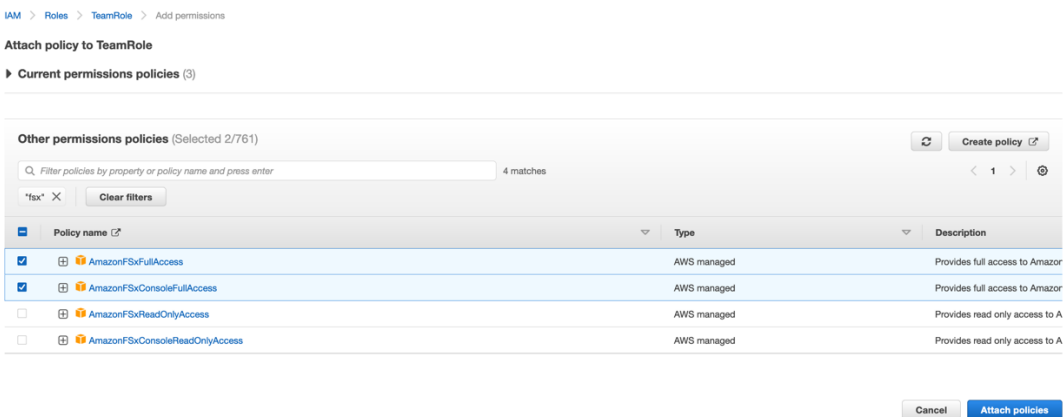 IAM > Roles > TeamRole > Add permissions
Attach policy to TeamRole
Current permissions policies (3)
Other permissions policies (Selected 2/761)
Create policy
Filter policies by property or policy name and press enter
4 matches
< 1 >
"fsx" X Clear filters
Policy name Type Description
AmazonFSxFullAccess AWS managed Provides full access to Amazon
AmazonFSxConsoleFullAccess AWS managed Provides full access to Amazon
AmazonFSxReadOnlyAccess AWS managed Provides read only access to A
AmazonFSxConsoleReadOnlyAccess AWS managed Provides read only access to A
Cancel Attach policies